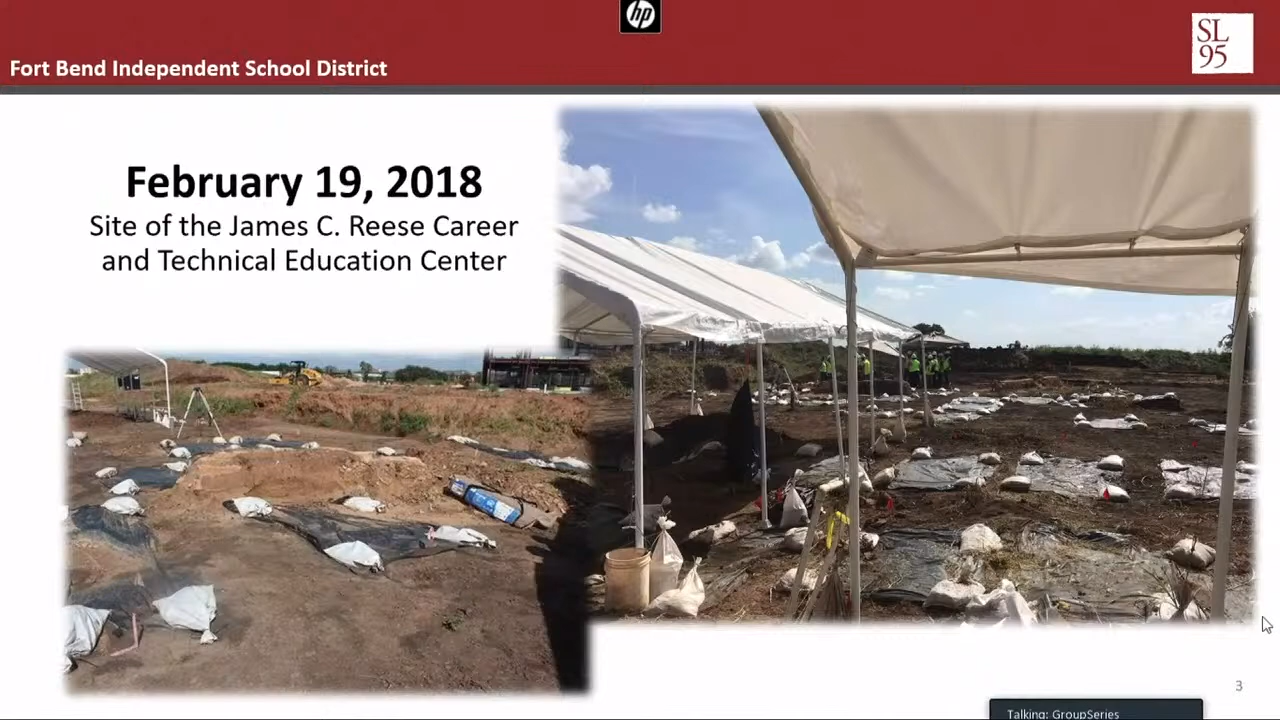 hp
Fort Bend Independent School District
SL
95
February 19, 2018
Site of the James C. Reese Career
and Technical Education Center
3
Talking: GroupSeries